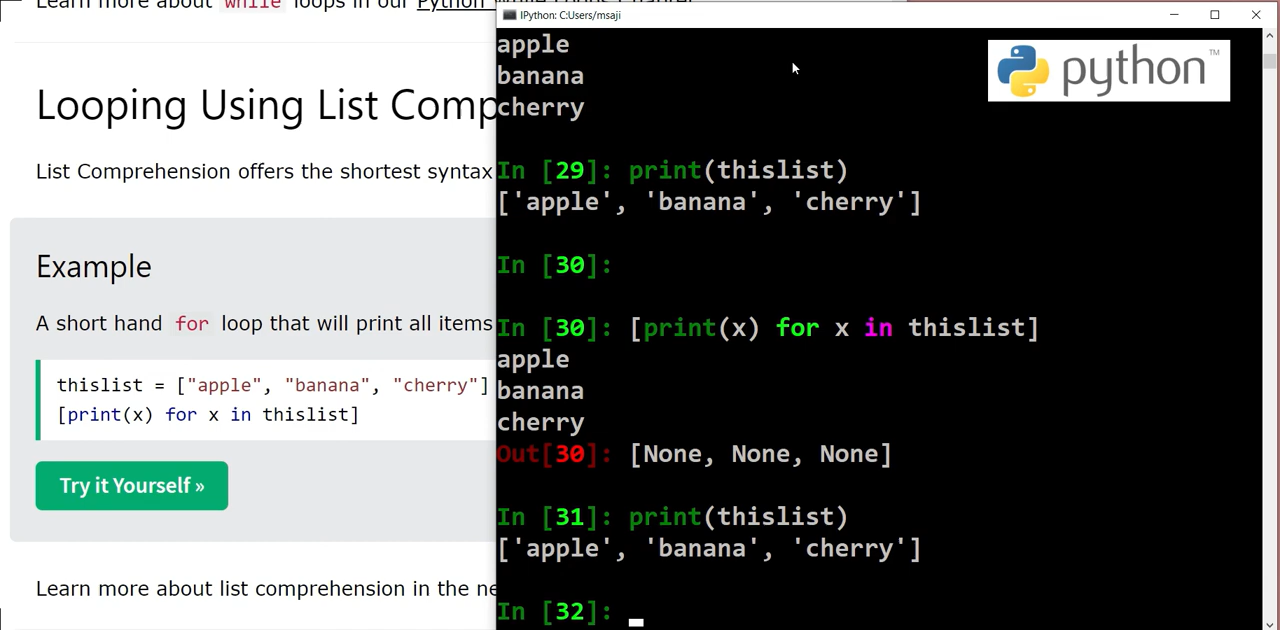 Learn more about while loops in our Python
Looping Using List Comp
List Comprehension offers the shortest syntax
Example
A short hand for loop that will print all items
thislist = ["apple", "banana", "cherry"]
[print(x) for x in thislist]
Try it Yourself »
Learn more about list comprehension in the ne
IPython: C:Users/msaji
apple
banana
cherry
python™
In [29]: print(thislist)
['apple', 'banana', 'cherry']
In [30]:
In [30]: [print(x) for x in thislist]
apple
banana
cherry
Out[30]: [None, None, None]
In [31]: print(thislist)
['apple', 'banana', 'cherry']
In [32]: